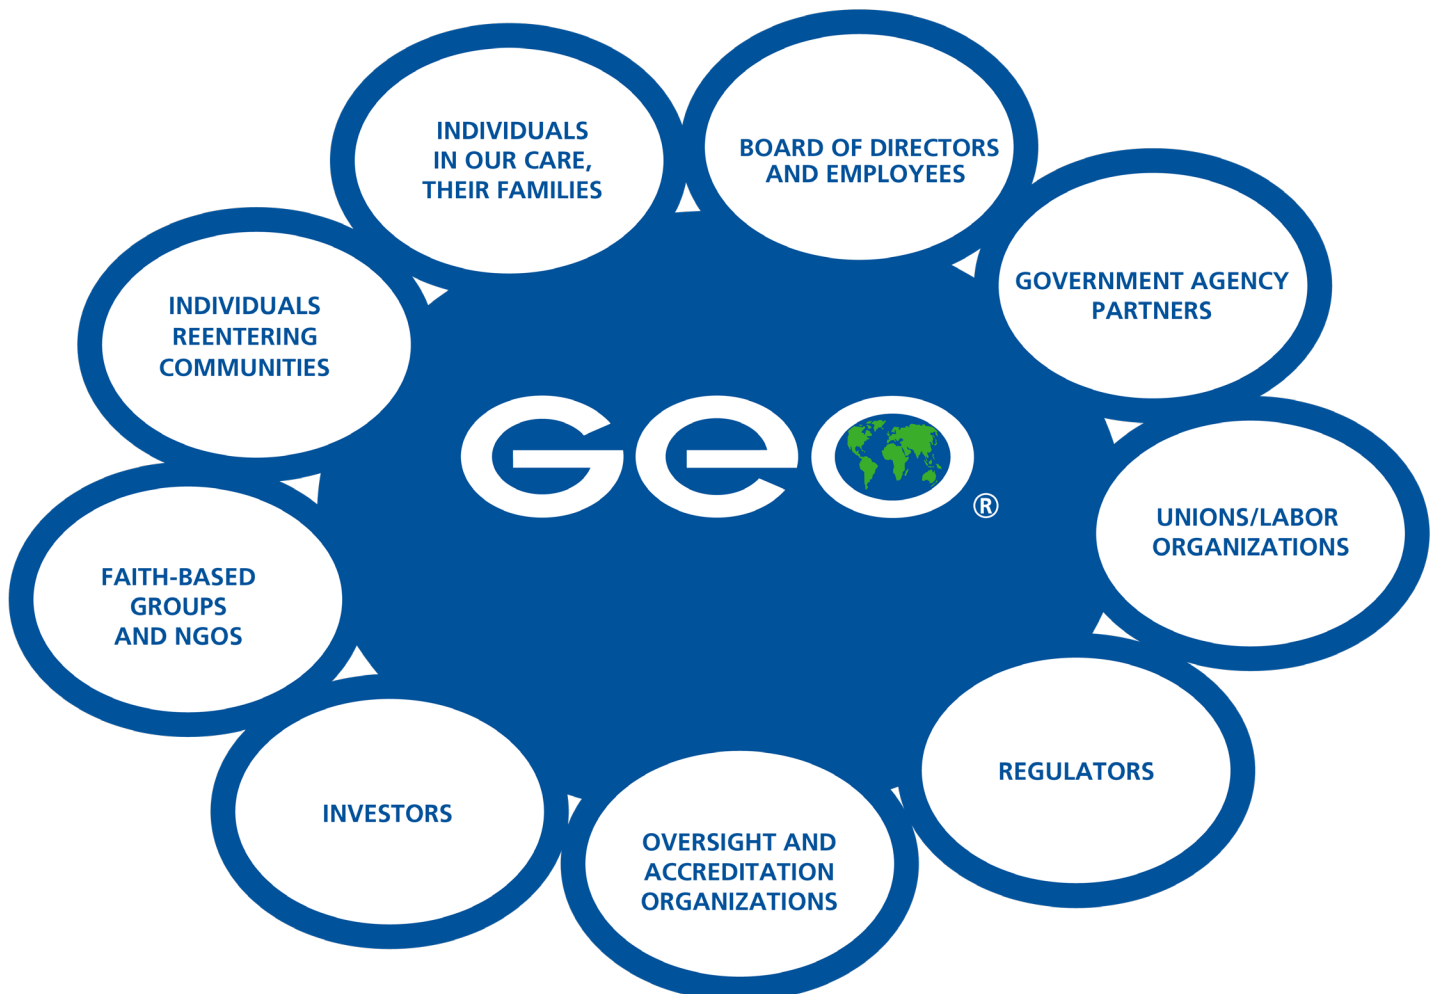 INDIVIDUALS
IN OUR CARE,
THEIR FAMILIES
BOARD OF DIRECTORS
AND EMPLOYEES
GOVERNMENT AGENCY
PARTNERS
INDIVIDUALS
REENTERING
COMMUNITIES
GEO®
UNIONS/LABOR
ORGANIZATIONS
FAITH-BASED
GROUPS
AND NGOS
REGULATORS
INVESTORS
OVERSIGHT AND
ACCREDITATION
ORGANIZATIONS